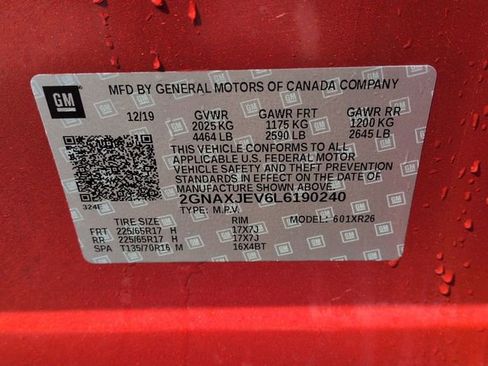 GM
MFD BY GENERAL MOTORS OF CANADA COMPANY
12/19 GVWR GAWR FRT GAWR RR
2025 KG 1175 KG 1200 KG
4464 LB 2590 LB 2645 LB
THIS VEHICLE CONFORMS TO ALL
APPLICABLE U.S. FEDERAL MOTOR
VEHICLE SAFETY AND THEFT PREVENTION
STANDARDS IN EFFECT ON THE DATE OF
MANUFACTURE SHOWN ABOVE.
324E 2GNAXJEV6L6190240
TYPE: M.P.V. MODEL: 601XR26
TIRE SIZE RIM
FRT 225/65R17 H 17X7J
RR 225/65R17 H 17X7J
SPA T135/70R16 M 16X4BT